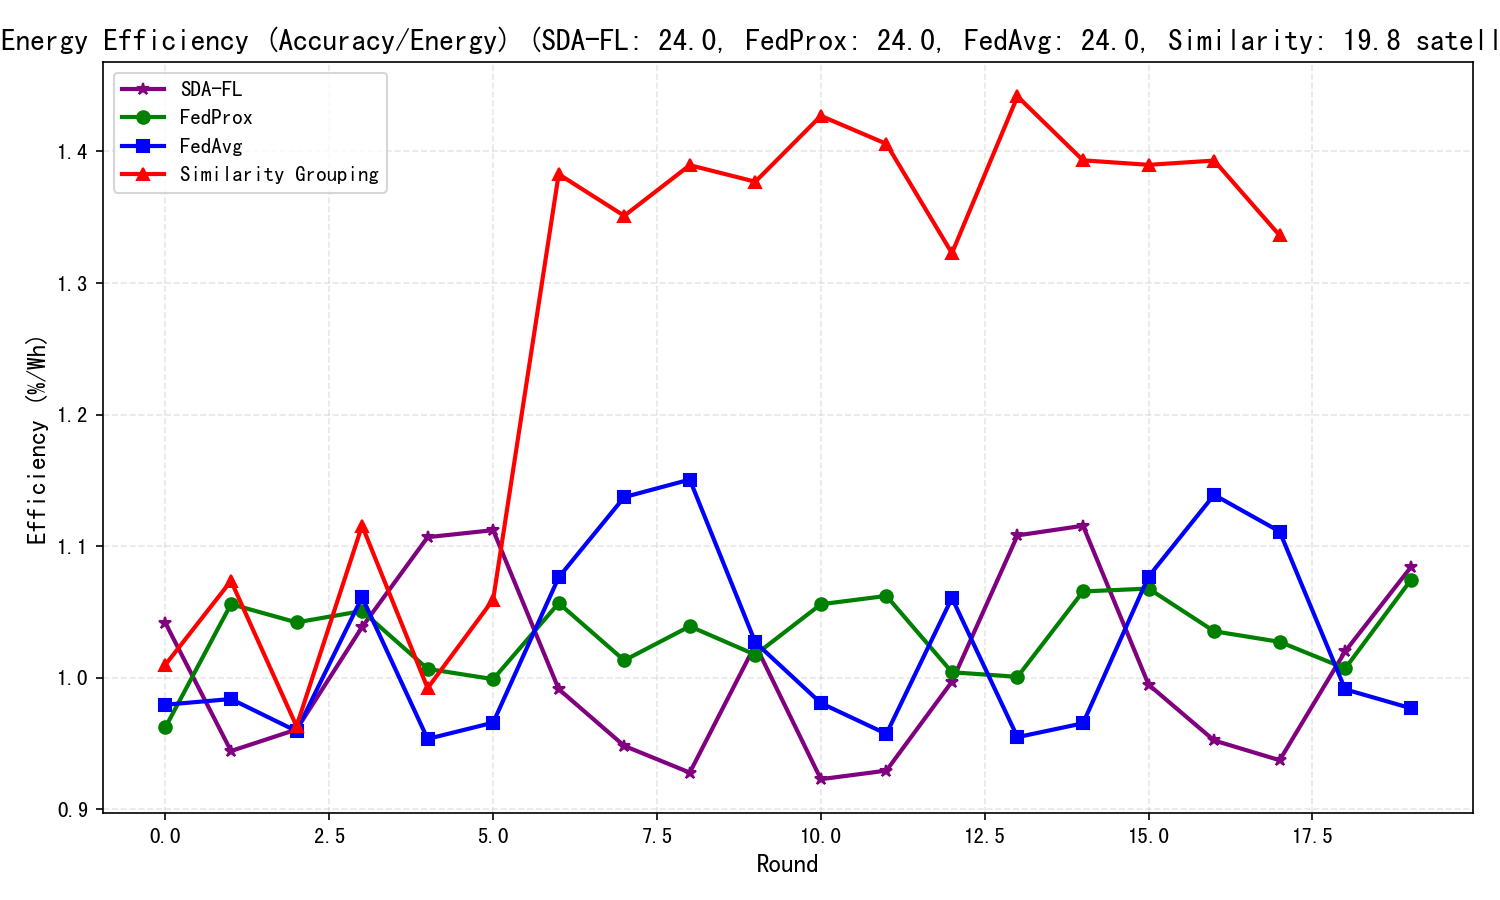 Energy Efficiency (Accuracy/Energy) (SDA-FL: 24.0, FedProx: 24.0, FedAvg: 24.0, Similarity: 19.8 satell
SDA-FL
FedProx
FedAvg
Similarity Grouping
Efficiency (%/Wh)
1.4
1.3
1.2
1.1
1.0
0.9
0.0 2.5 5.0 7.5 10.0 12.5 15.0 17.5
Round